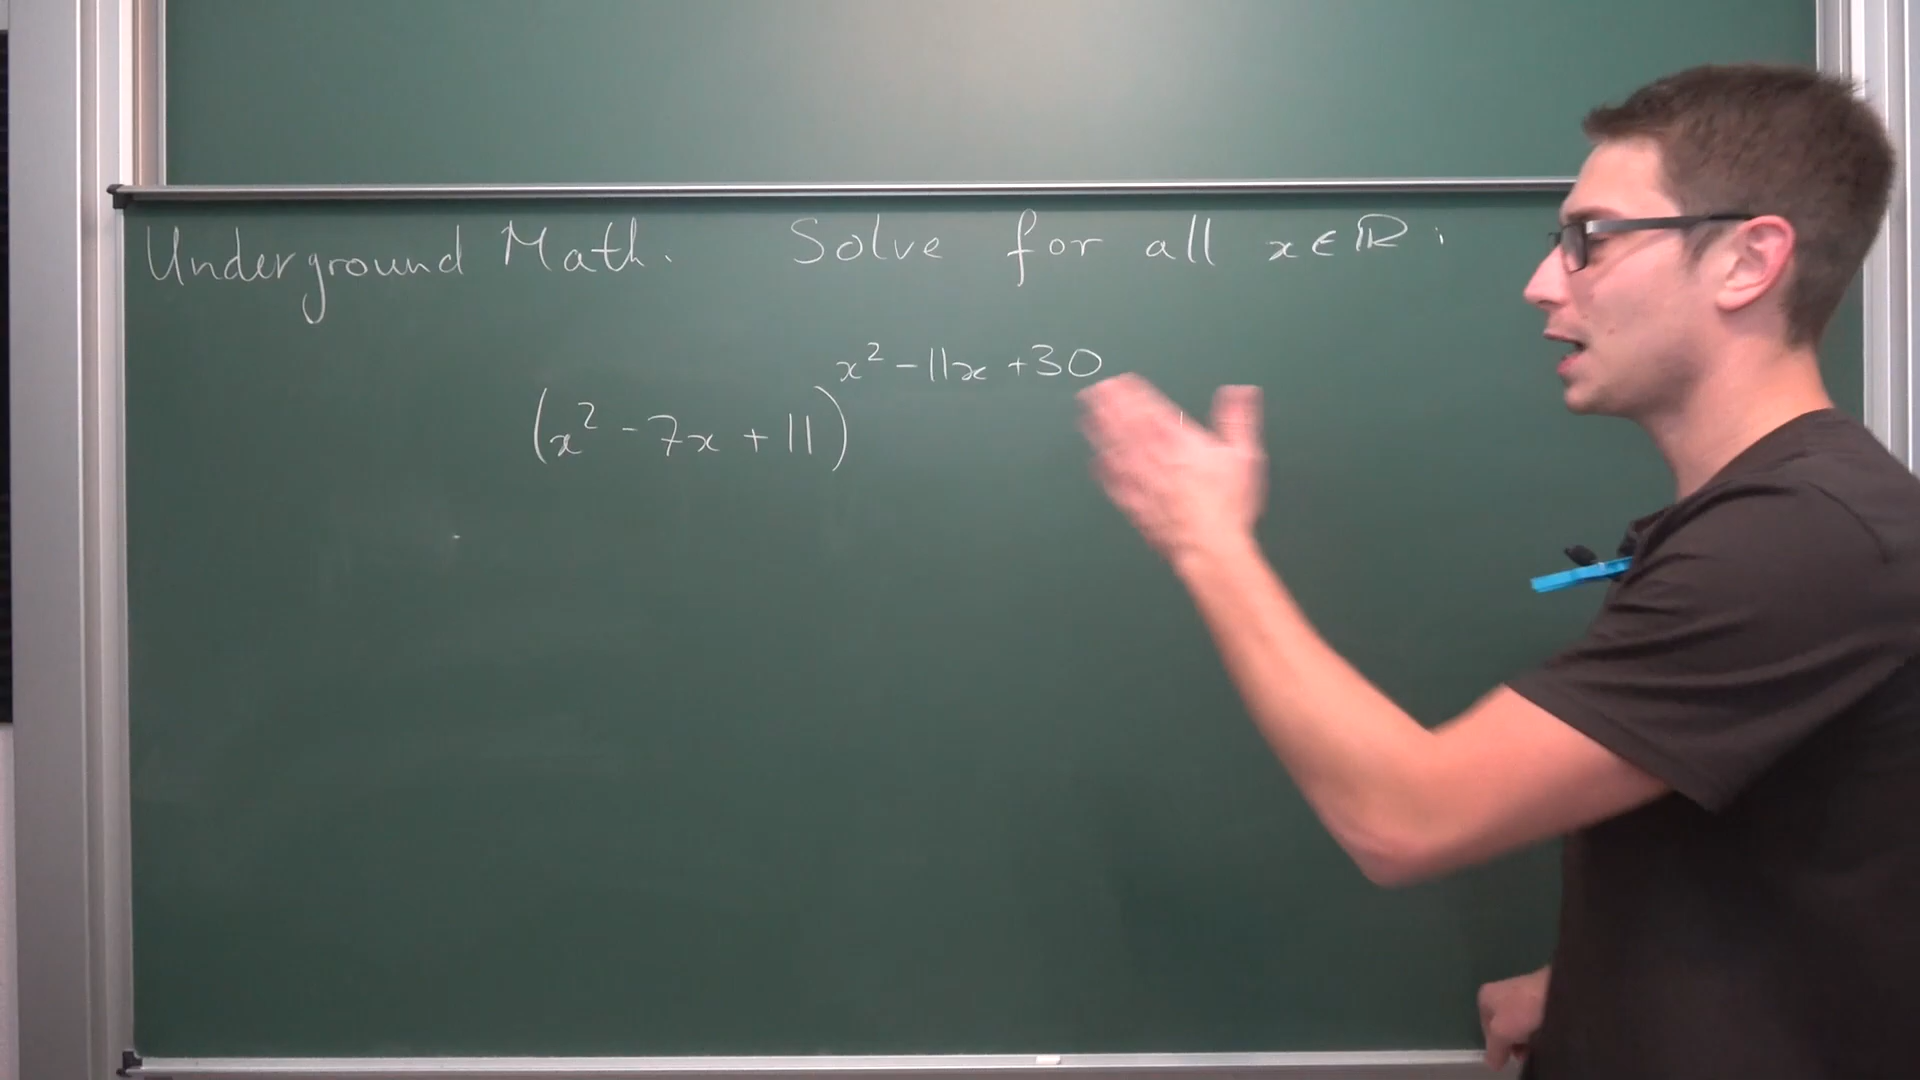 Underground Math. Solve for all x ∈ ℝ :
(x² - 7x + 11)^(x² - 11x + 30)